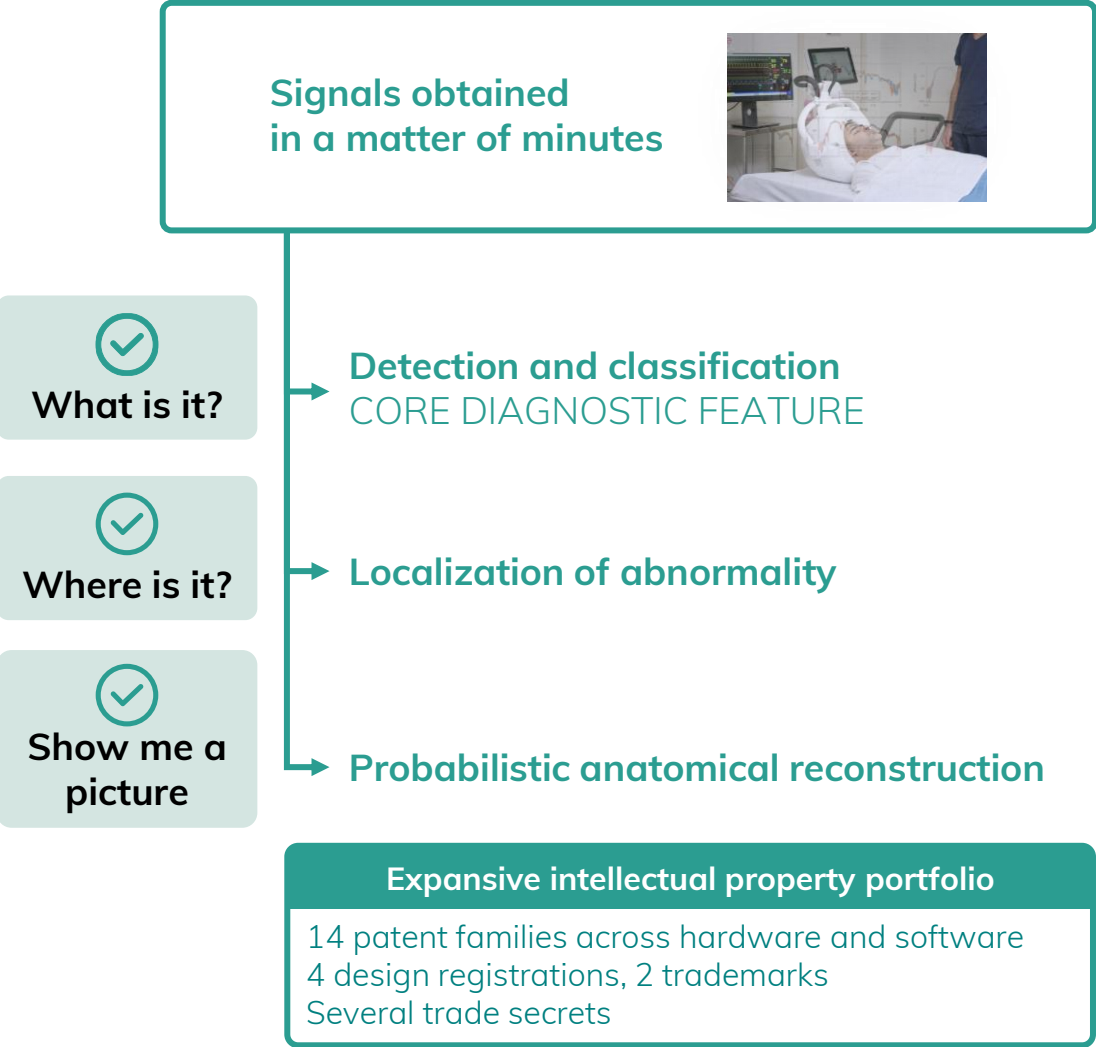 Signals obtained
in a matter of minutes
What is it?
Detection and classification
CORE DIAGNOSTIC FEATURE
Where is it?
Localization of abnormality
Show me a
picture
Probabilistic anatomical reconstruction
Expansive intellectual property portfolio
14 patent families across hardware and software
4 design registrations, 2 trademarks
Several trade secrets